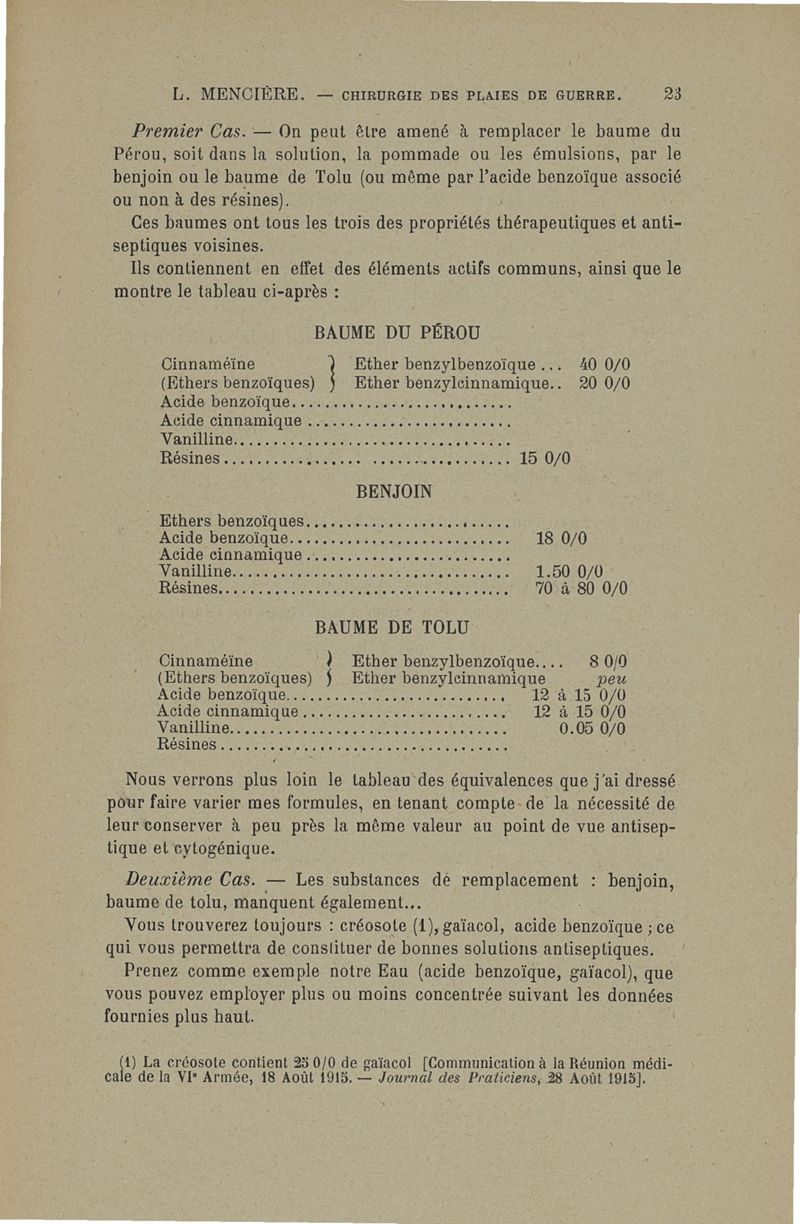 L. MENCIÈRE. — CHIRURGIE DES PLAIES DE GUERRE. 23
Premier Cas. — On peut être amené à remplacer le baume du
Pérou, soit dans la solution, la pommade ou les émulsions, par le
benjoin ou le baume de Tolu (ou même par l'acide benzoïque associé
ou non à des résines).
Ces baumes ont tous les trois des propriétés thérapeutiques et anti-
septiques voisines.
Ils contiennent en effet des éléments actifs communs, ainsi que le
montre le tableau ci-après :
BAUME DU PÉROU
Cinnaméïne } Ether benzylbenzoïque ... 40 0/0
(Ethers benzoïques) } Ether benzylcinnamique.. 20 0/0
Acide benzoïque...........................
Acide cinnamique .........................
Vanilline..................................
Résines .................................. 15 0/0
BENJOIN
Ethers benzoïques.........................
Acide benzoïque........................... 18 0/0
Acide cinnamique .........................
Vanilline.................................. 1.50 0/0
Résines.................................... 70 à 80 0/0
BAUME DE TOLU
Cinnaméïne } Ether benzylbenzoïque.... 8 0/0
(Ethers benzoïques) } Ether benzylcinnamique peu
Acide benzoïque........................... 12 à 15 0/0
Acide cinnamique ......................... 12 à 15 0/0
Vanilline.................................. 0.05 0/0
Résines ...................................
Nous verrons plus loin le tableau des équivalences que j'ai dressé
pour faire varier mes formules, en tenant compte de la nécessité de
leur conserver à peu près la même valeur au point de vue antisep-
tique et cytogénique.
Deuxième Cas. — Les substances de remplacement : benjoin,
baume de tolu, manquent également...
Vous trouverez toujours : créosote (1), gaïacol, acide benzoïque ; ce
qui vous permettra de constituer de bonnes solutions antiseptiques.
Prenez comme exemple notre Eau (acide benzoïque, gaïacol), que
vous pouvez employer plus ou moins concentrée suivant les données
fournies plus haut.
(1) La créosote contient 25 0/0 de gaïacol [Communication à la Réunion médi-
cale de la VIe Armée, 18 Août 1915. — Journal des Praticiens, 28 Août 1915].